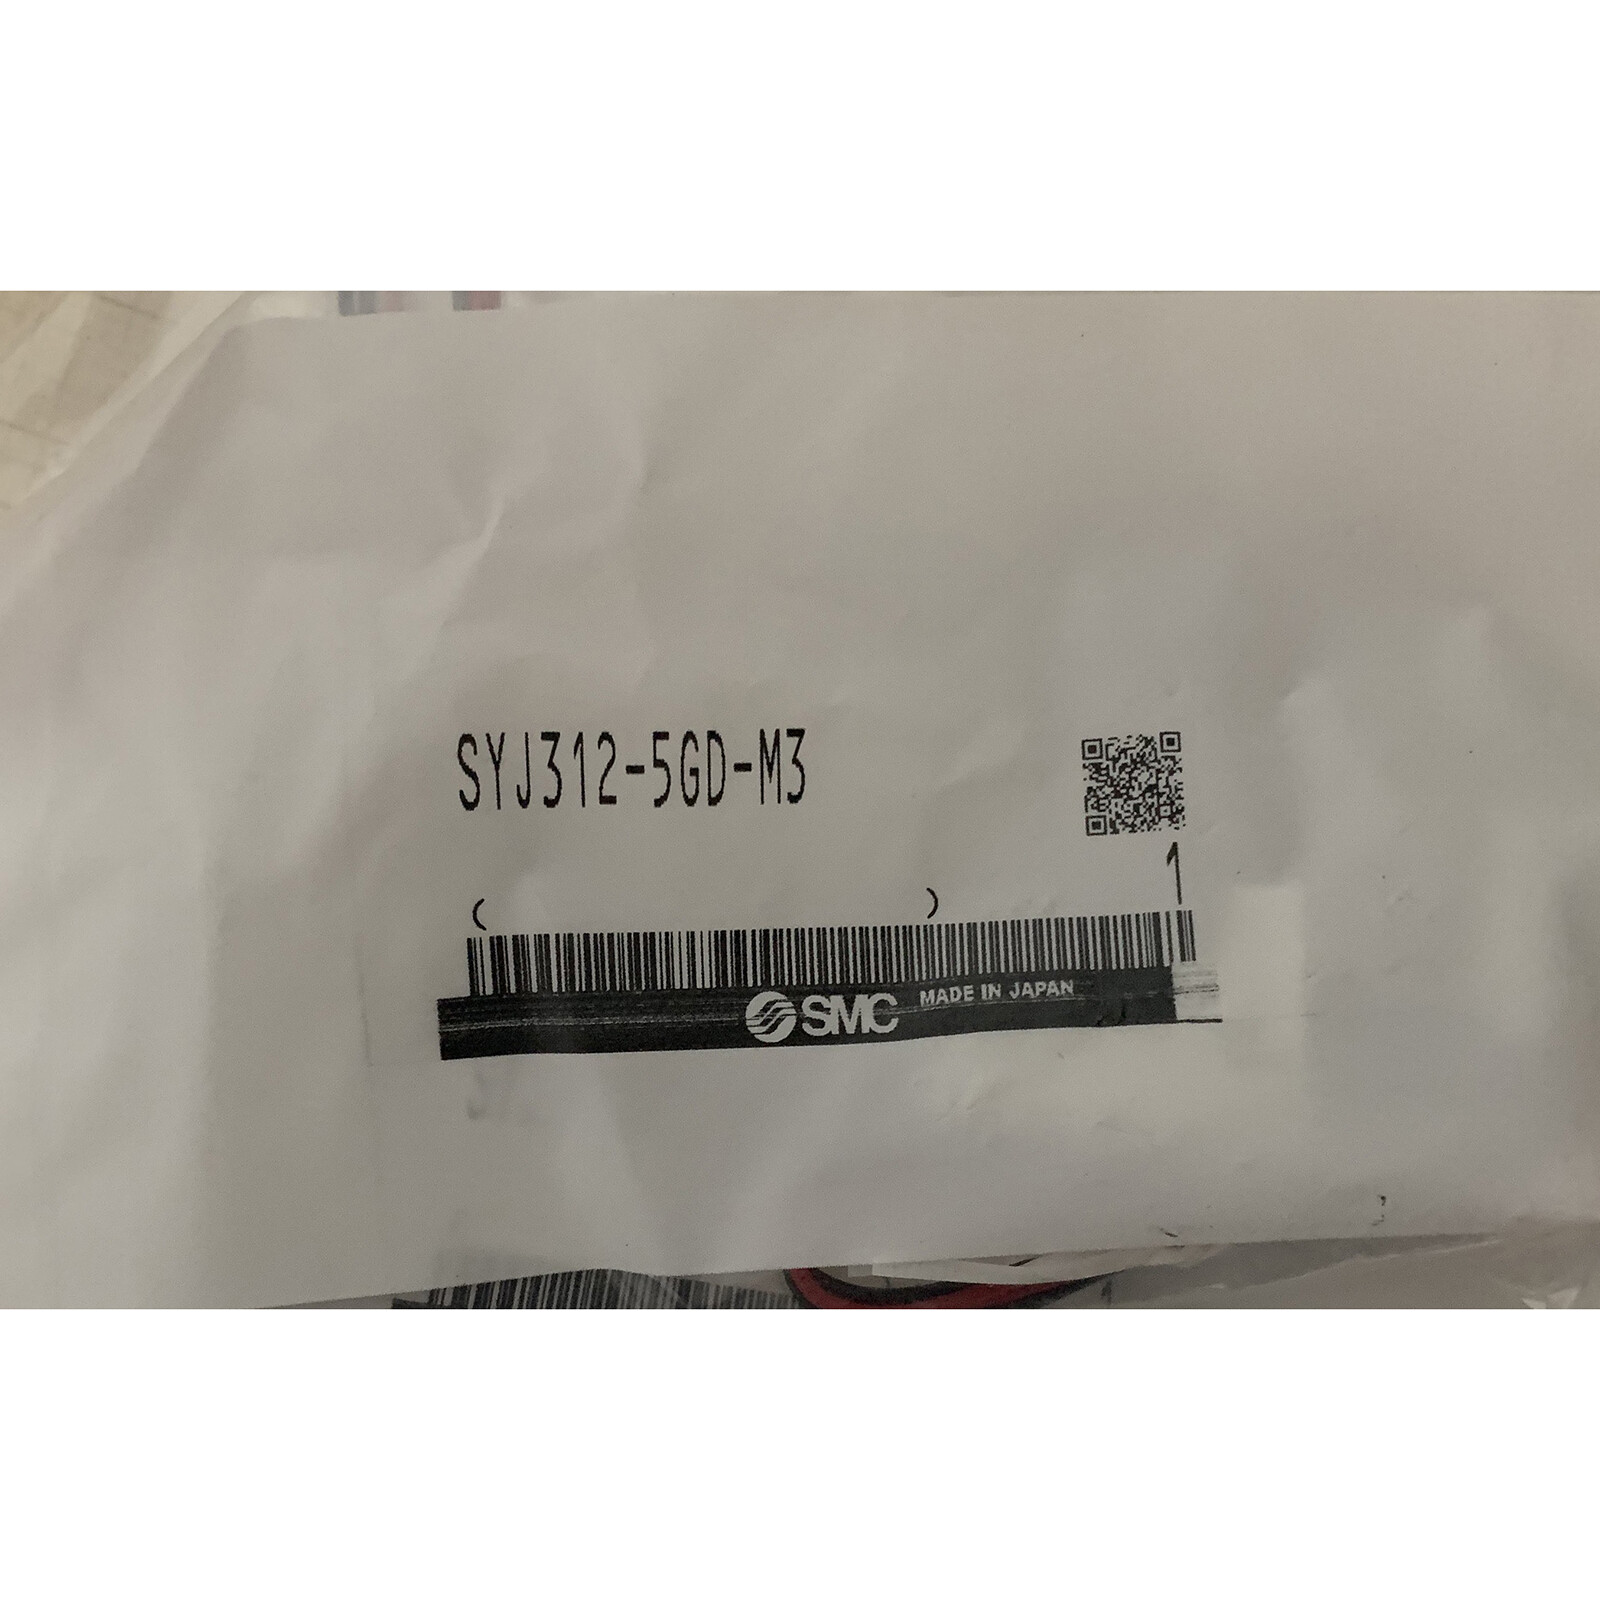 SYJ312-5GD-M3
1
(                    )
SMC MADE IN JAPAN